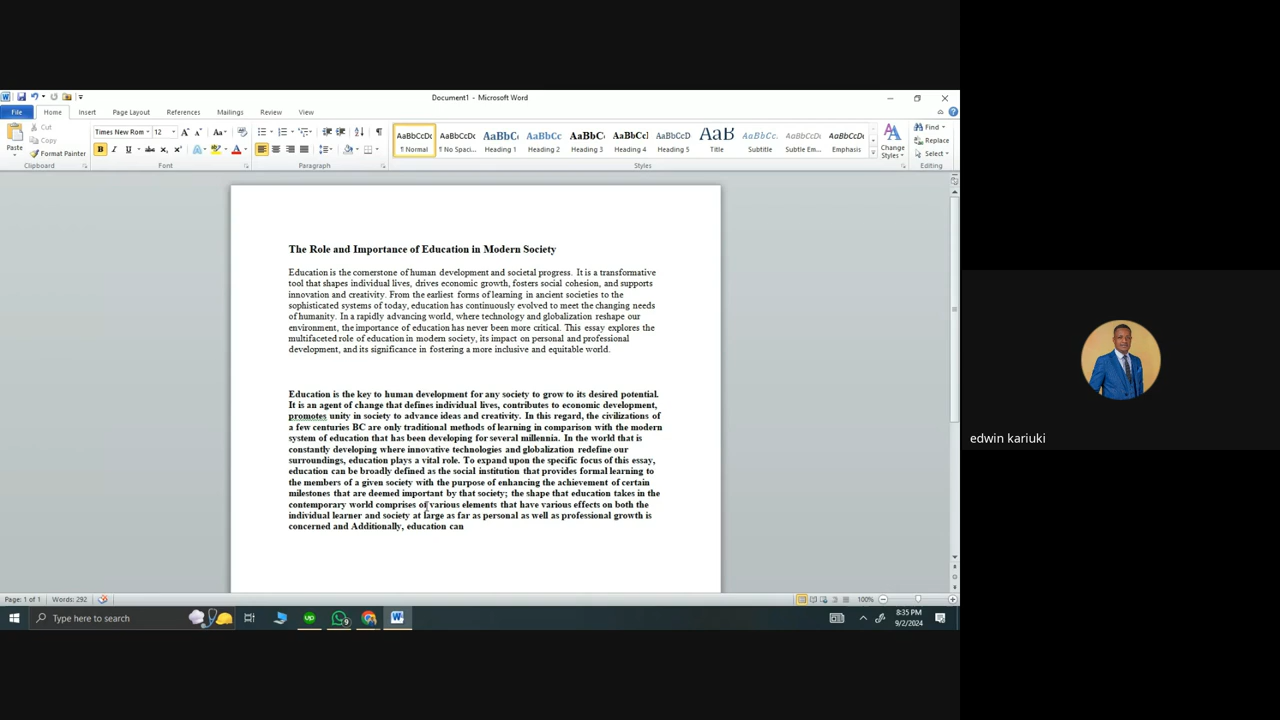 Document1 - Microsoft Word
File Home Insert Page Layout References Mailings Review View
Paste
Cut
Copy
Format Painter
Clipboard
Times New Rom 12
Font
Paragraph
AaBbCcDc AaBbCcDc AaBbC AaBbCc AaBbCc AaBbCcI AaBbCcD AaB AaBbCc. AaBbCcDc AaBbCcDc
¶ Normal ¶ No Spaci... Heading 1 Heading 2 Heading 3 Heading 4 Heading 5 Title Subtitle Subtle Em... Emphasis
Styles
Change Styles
Find
Replace
Select
Editing
The Role and Importance of Education in Modern Society
Education is the cornerstone of human development and societal progress. It is a transformative
tool that shapes individual lives, drives economic growth, fosters social cohesion, and supports
innovation and creativity. From the earliest forms of learning in ancient societies to the
sophisticated systems of today, education has continuously evolved to meet the changing needs
of humanity. In a rapidly advancing world, where technology and globalization reshape our
environment, the importance of education has never been more critical. This essay explores the
multifaceted role of education in modern society, its impact on personal and professional
development, and its significance in fostering a more inclusive and equitable world.
Education is the key to human development for any society to grow to its desired potential.
It is an agent of change that defines individual lives, contributes to economic development,
promotes unity in society to advance ideas and creativity. In this regard, the civilizations of
a few centuries BC are only traditional methods of learning in comparison with the modern
system of education that has been developing for several millennia. In the world that is
constantly developing where innovative technologies and globalization redefine our
surroundings, education plays a vital role. To expand upon the specific focus of this essay,
education can be broadly defined as the social institution that provides formal learning to
the members of a given society with the purpose of enhancing the achievement of certain
milestones that are deemed important by that society; the shape that education takes in the
contemporary world comprises of various elements that have various effects on both the
individual learner and society at large as far as personal as well as professional growth is
concerned and Additionally, education can
edwin kariuki
Page: 1 of 1 Words: 292 100%
Type here to search
8:35 PM
9/2/2024